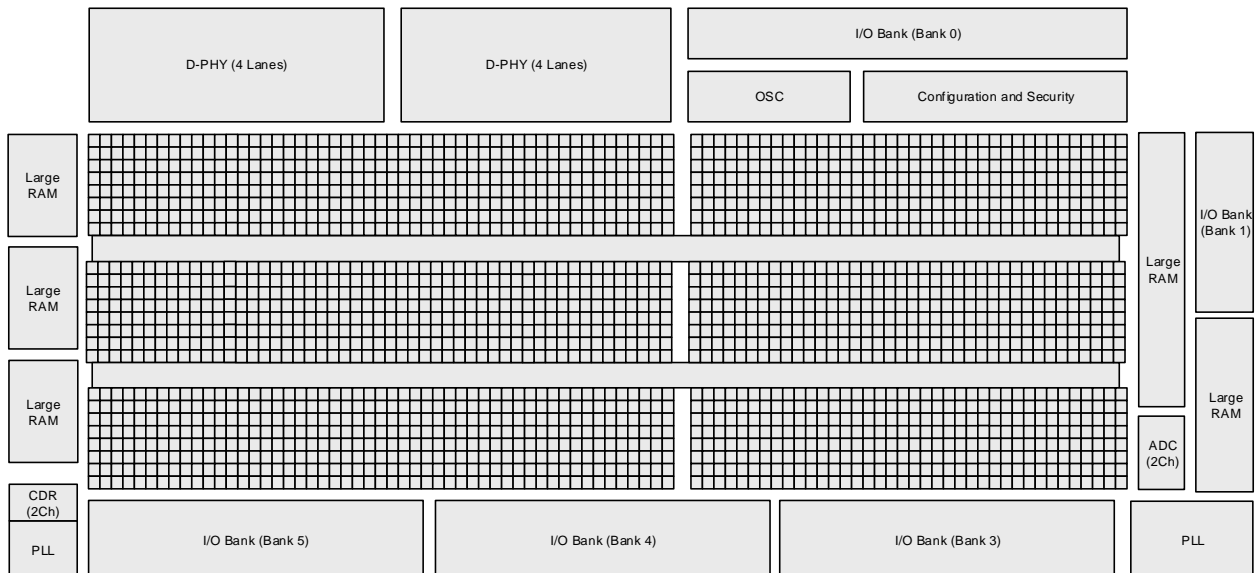 I/O Bank (Bank 0)
D-PHY (4 Lanes)
D-PHY (4 Lanes)
OSC
Configuration and Security
Large
RAM
I/O Bank
(Bank 1)
Large
RAM
Large
RAM
Large
RAM
Large
RAM
ADC
(2Ch)
CDR
(2Ch)
PLL
I/O Bank (Bank 5)
I/O Bank (Bank 4)
I/O Bank (Bank 3)
PLL